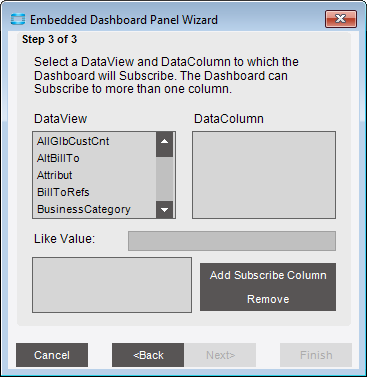 Embedded Dashboard Panel Wizard
Step 3 of 3
Select a DataView and DataColumn to which the
Dashboard will Subscribe. The Dashboard can
Subscribe to more than one column.
DataView DataColumn
AllGlbCustCnt
AltBillTo
Attribut
BillToRefs
BusinessCategory
Like Value:
Add Subscribe Column
Remove
Cancel <Back Next> Finish